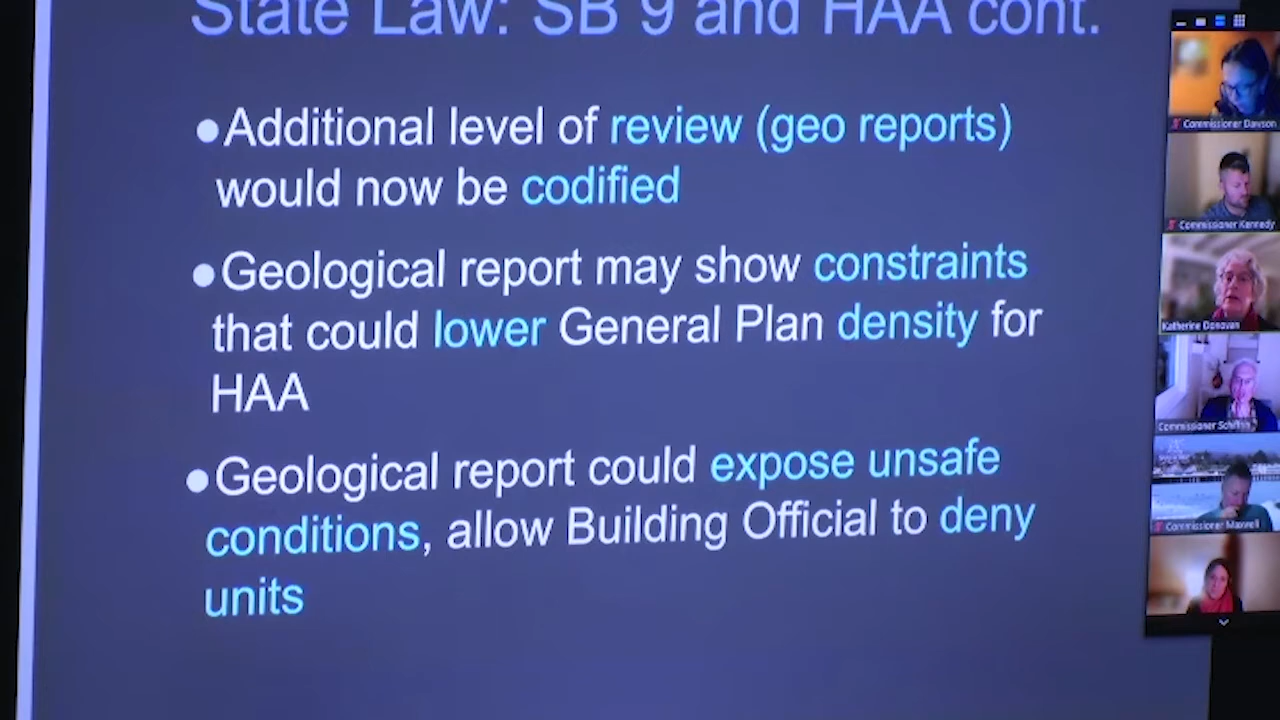 State Law: SB 9 and HAA cont.
●Additional level of review (geo reports)
would now be codified
●Geological report may show constraints
that could lower General Plan density for
HAA
●Geological report could expose unsafe
conditions, allow Building Official to deny
units
Commissioner Dawson
Commissioner Kennedy
Katherine Donovan
Commissioner Schiffrin
Commissioner Maxwell